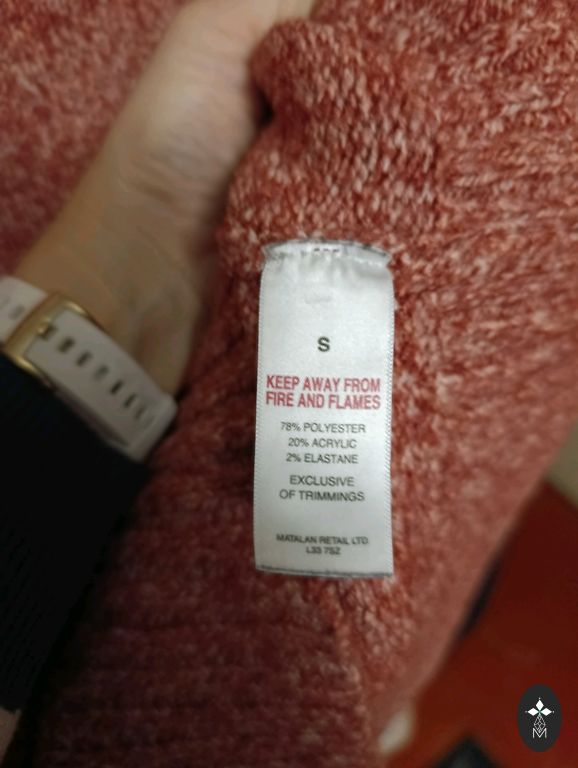 S
KEEP AWAY FROM
FIRE AND FLAMES
78% POLYESTER
20% ACRYLIC
2% ELASTANE
EXCLUSIVE
OF TRIMMINGS
MATALAN RETAIL LTD
L33 7SZ
M